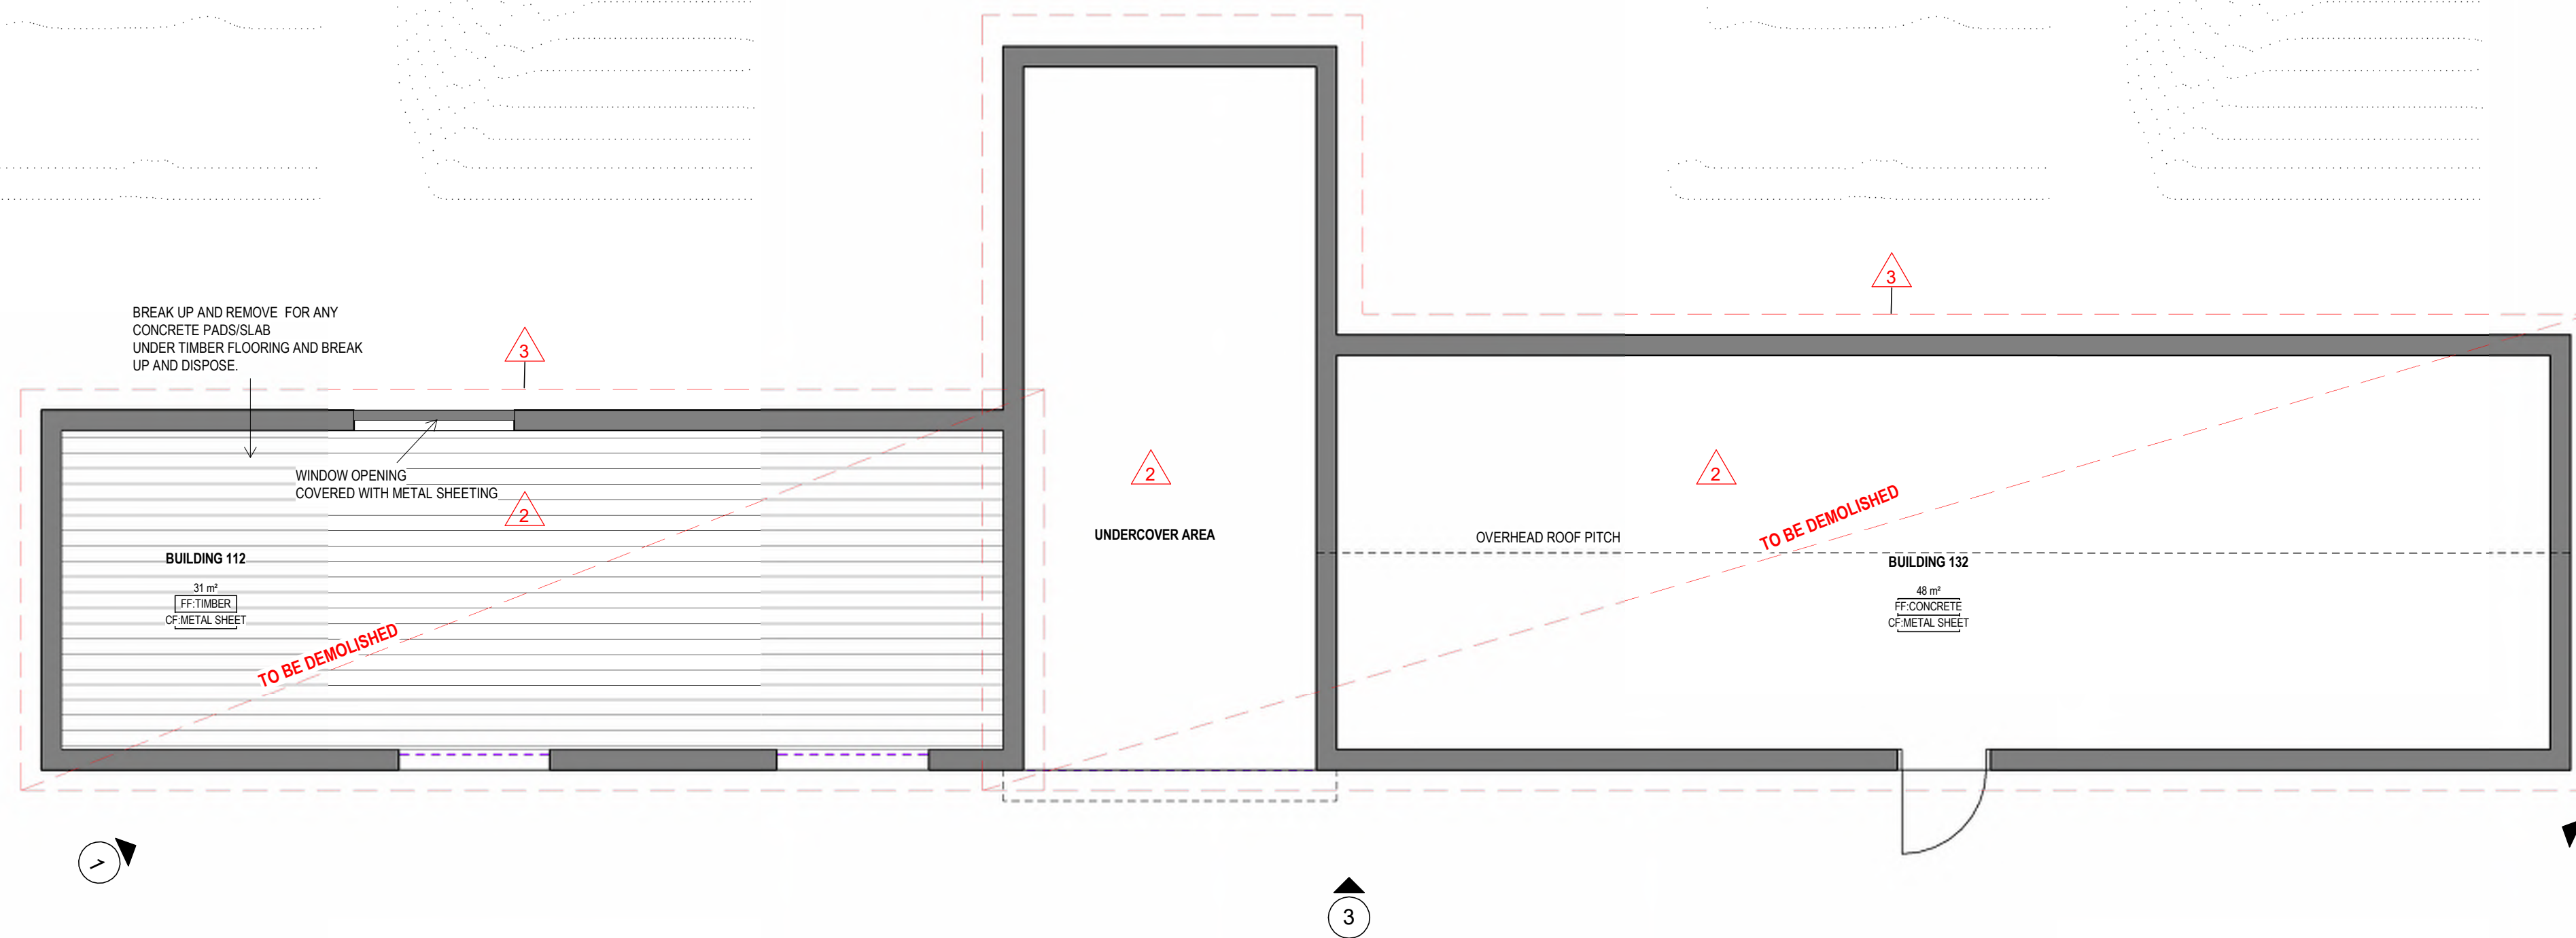 3
BREAK UP AND REMOVE FOR ANY
CONCRETE PADS/SLAB
UNDER TIMBER FLOORING AND BREAK
UP AND DISPOSE.
3
WINDOW OPENING
COVERED WITH METAL SHEETING
2
2
2
UNDERCOVER AREA
OVERHEAD ROOF PITCH
TO BE DEMOLISHED
BUILDING 112
31 m²
FF:TIMBER
CF:METAL SHEET
BUILDING 132
48 m²
FF:CONCRETE
CF:METAL SHEET
TO BE DEMOLISHED
1
3